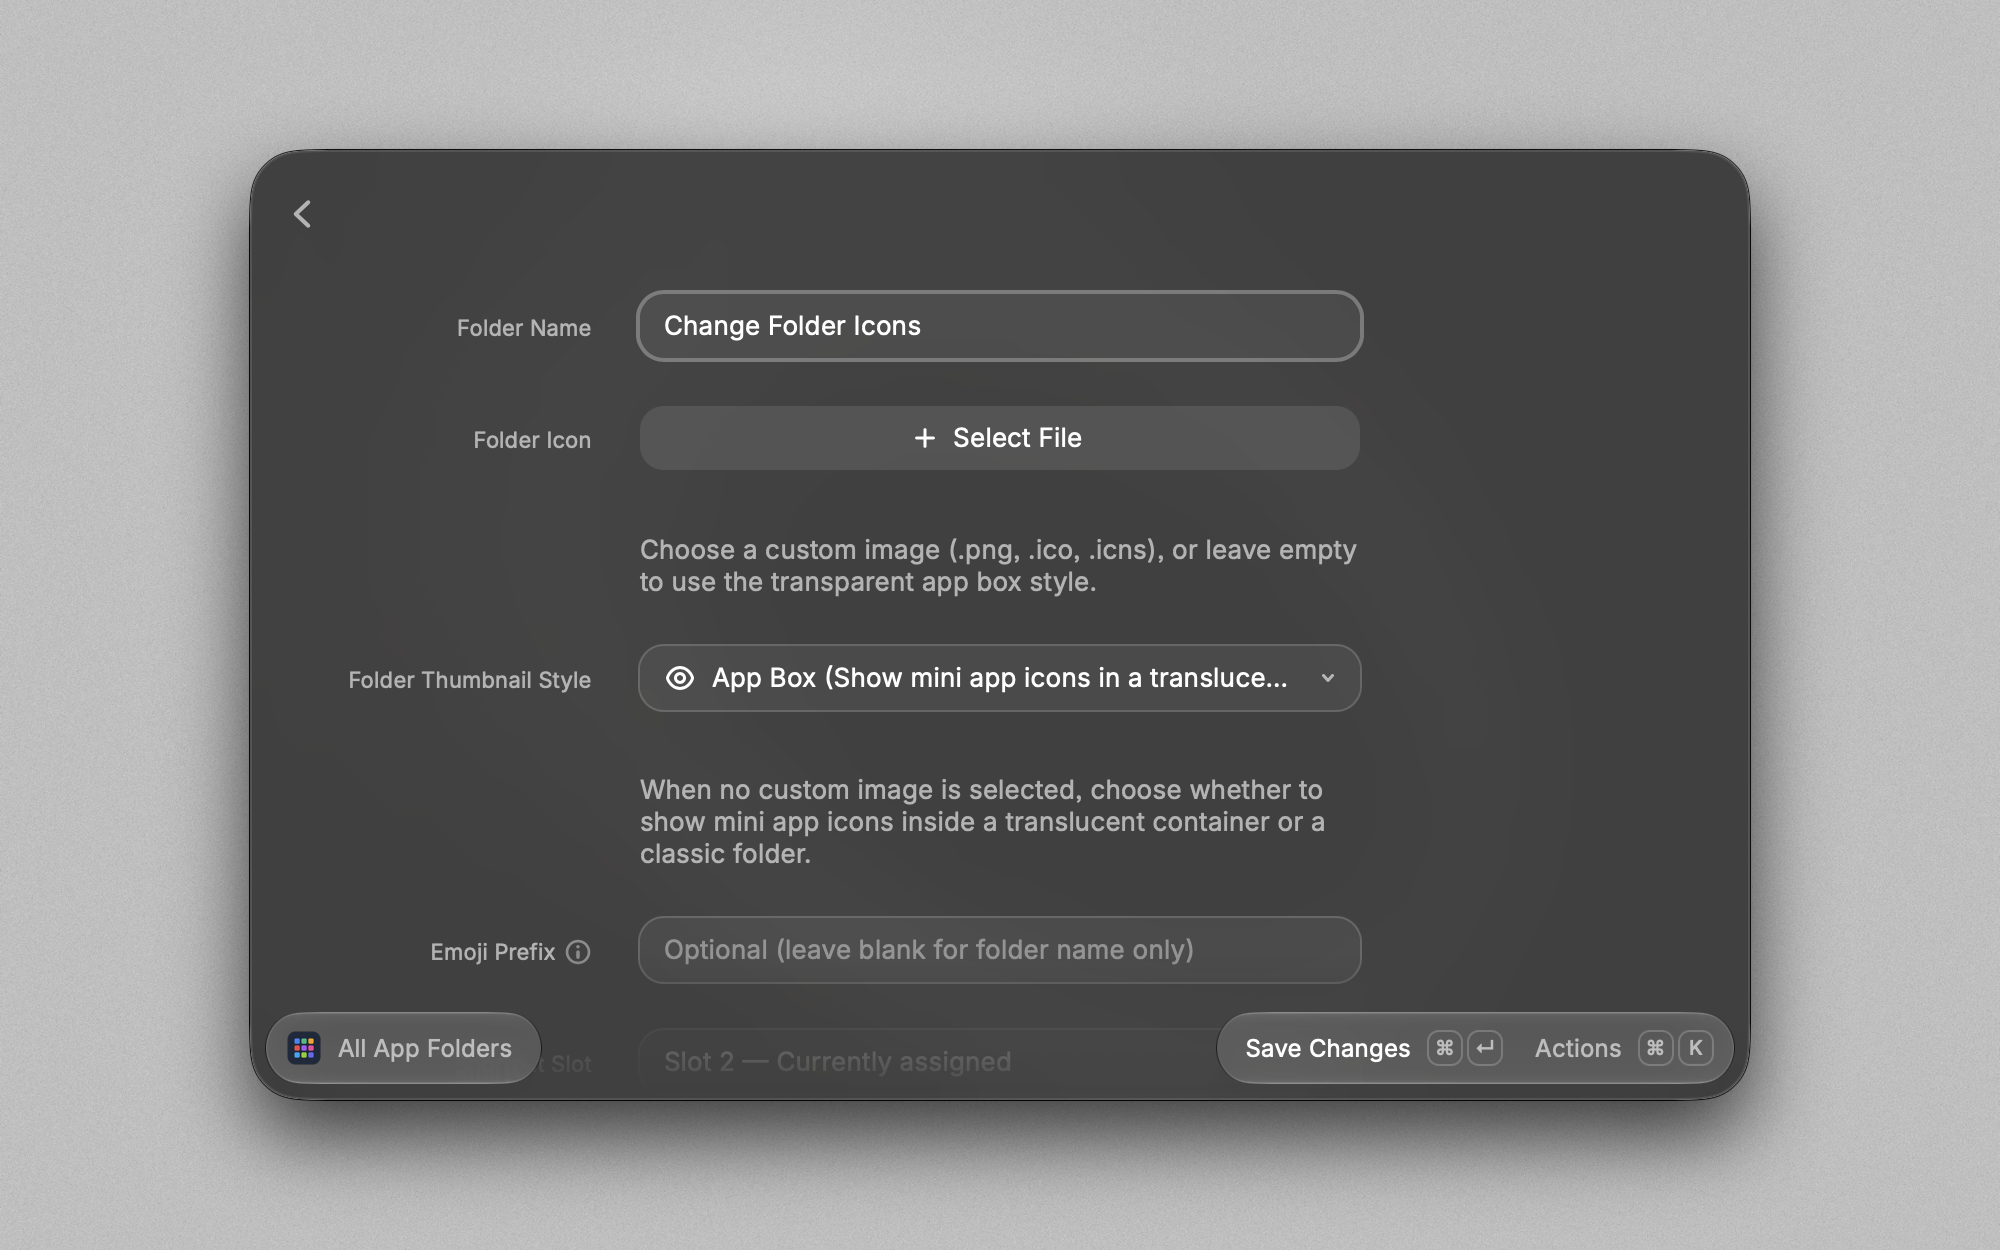 Folder Name
Change Folder Icons
Folder Icon
+ Select File
Choose a custom image (.png, .ico, .icns), or leave empty
to use the transparent app box style.
Folder Thumbnail Style
App Box (Show mini app icons in a transluce...
When no custom image is selected, choose whether to
show mini app icons inside a translucent container or a
classic folder.
Emoji Prefix
Optional (leave blank for folder name only)
Slot
Slot 2 — Currently assigned
All App Folders
Save Changes ⌘ ↵ Actions ⌘ K